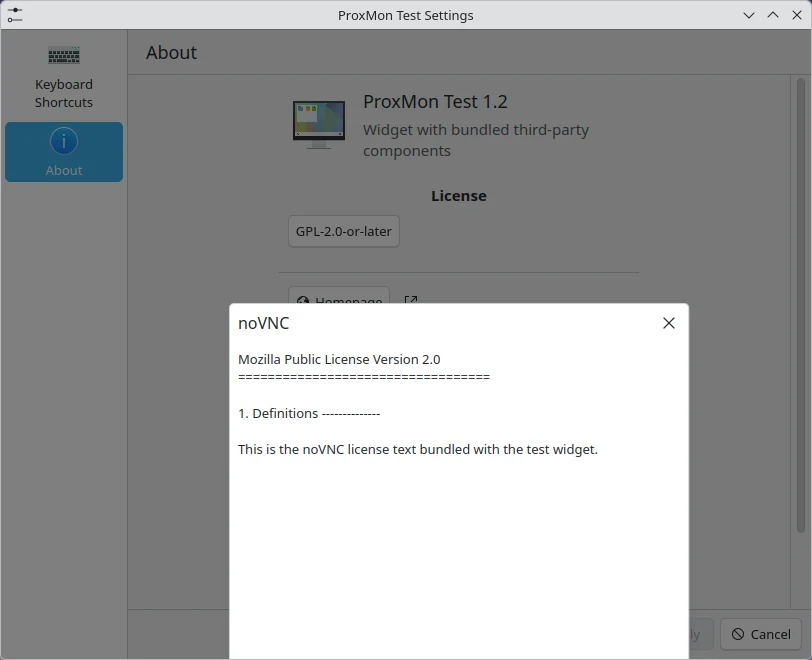 ProxMon Test Settings
Keyboard
Shortcuts
About
About
ProxMon Test 1.2
Widget with bundled third-party
components
License
GPL-2.0-or-later
Homepage
noVNC
Mozilla Public License Version 2.0
==================================
1. Definitions --------------
This is the noVNC license text bundled with the test widget.
ly
Cancel